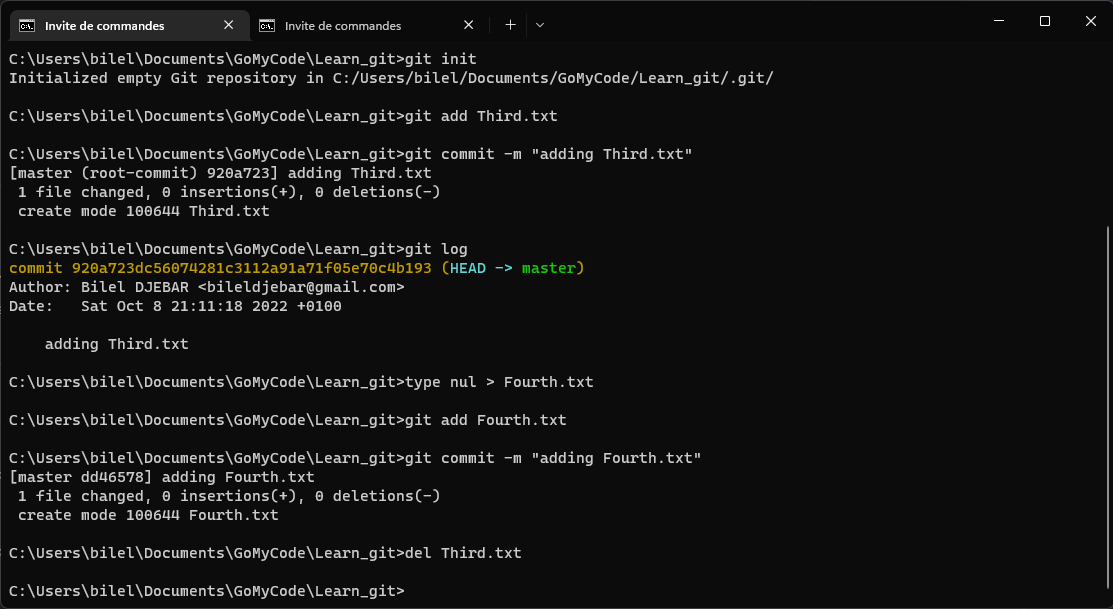 Invite de commandes
Invite de commandes
C:\Users\bilel\Documents\GoMyCode\Learn_git>git init
Initialized empty Git repository in C:/Users/bilel/Documents/GoMyCode/Learn_git/.git/
C:\Users\bilel\Documents\GoMyCode\Learn_git>git add Third.txt
C:\Users\bilel\Documents\GoMyCode\Learn_git>git commit -m "adding Third.txt"
[master (root-commit) 920a723] adding Third.txt
 1 file changed, 0 insertions(+), 0 deletions(-)
 create mode 100644 Third.txt
C:\Users\bilel\Documents\GoMyCode\Learn_git>git log
commit 920a723dc56074281c3112a91a71f05e70c4b193 (HEAD -> master)
Author: Bilel DJEBAR <bileldjebar@gmail.com>
Date:   Sat Oct 8 21:11:18 2022 +0100
    adding Third.txt
C:\Users\bilel\Documents\GoMyCode\Learn_git>type nul > Fourth.txt
C:\Users\bilel\Documents\GoMyCode\Learn_git>git add Fourth.txt
C:\Users\bilel\Documents\GoMyCode\Learn_git>git commit -m "adding Fourth.txt"
[master dd46578] adding Fourth.txt
 1 file changed, 0 insertions(+), 0 deletions(-)
 create mode 100644 Fourth.txt
C:\Users\bilel\Documents\GoMyCode\Learn_git>del Third.txt
C:\Users\bilel\Documents\GoMyCode\Learn_git>